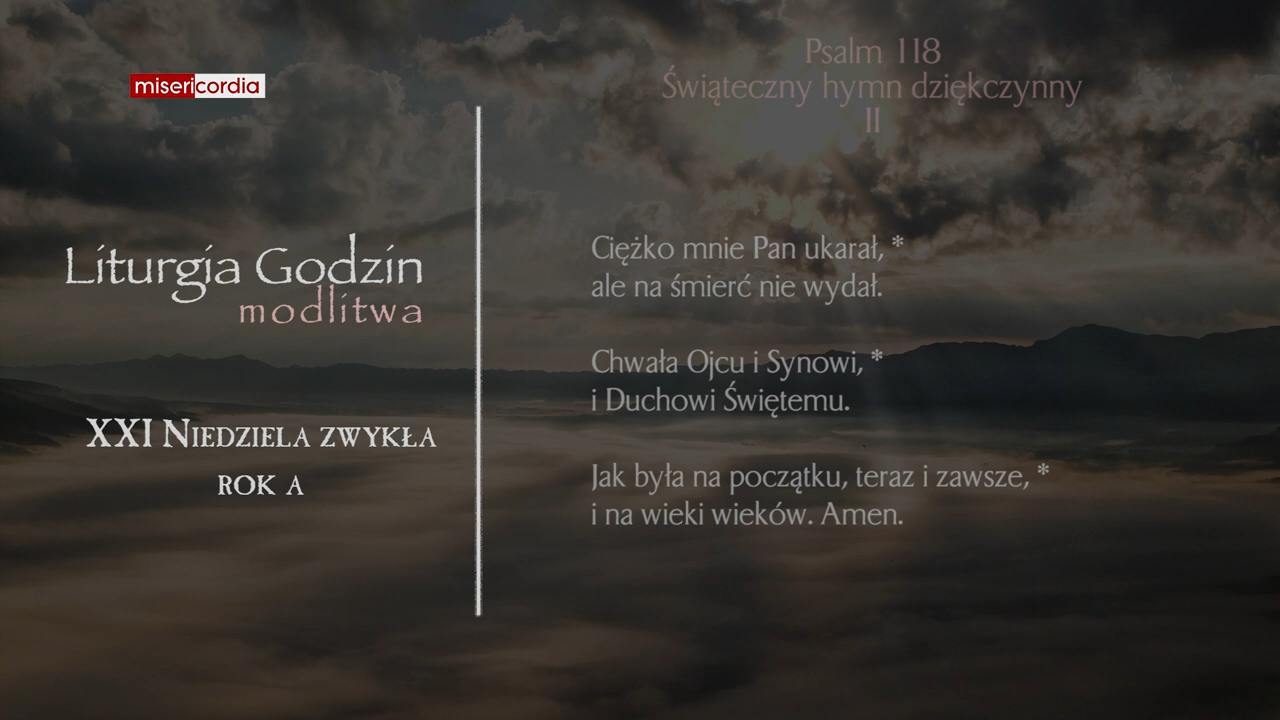 misericordia
Liturgia Godzin
modlitwa
XXI Niedziela zwykła
rok a
Psalm 118
Świąteczny hymn dziękczynny
II
Ciężko mnie Pan ukarał, *
ale na śmierć nie wydał.
Chwała Ojcu i Synowi, *
i Duchowi Świętemu.
Jak była na początku, teraz i zawsze, *
i na wieki wieków. Amen.